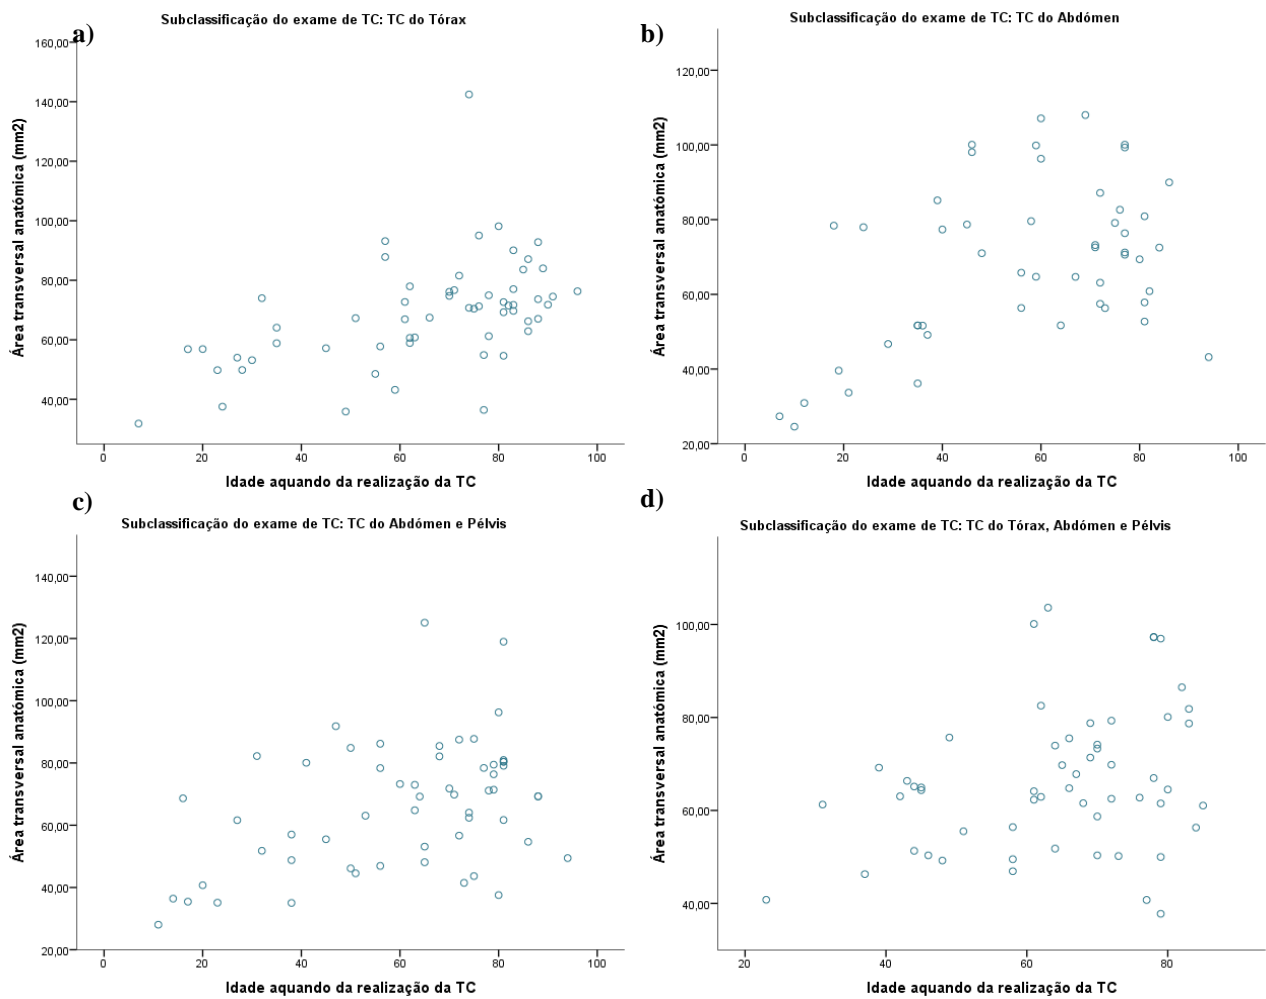 a)
Subclassificação do exame de TC: TC do Tórax
Área transversal anatómica (mm2)
160,00
140,00
120,00
100,00
80,00
60,00
40,00
0 20 40 60 80 100
Idade aquando da realização da TC
b)
Subclassificação do exame de TC: TC do Abdómen
Área transversal anatómica (mm2)
120,00
100,00
80,00
60,00
40,00
20,00
0 20 40 60 80 100
Idade aquando da realização da TC
c)
Subclassificação do exame de TC: TC do Abdómen e Pélvis
Área transversal anatómica (mm2)
140,00
120,00
100,00
80,00
60,00
40,00
20,00
0 20 40 60 80 100
Idade aquando da realização da TC
d)
Subclassificação do exame de TC: TC do Tórax, Abdómen e Pélvis
Área transversal anatómica (mm2)
100,00
80,00
60,00
40,00
20 40 60 80
Idade aquando da realização da TC